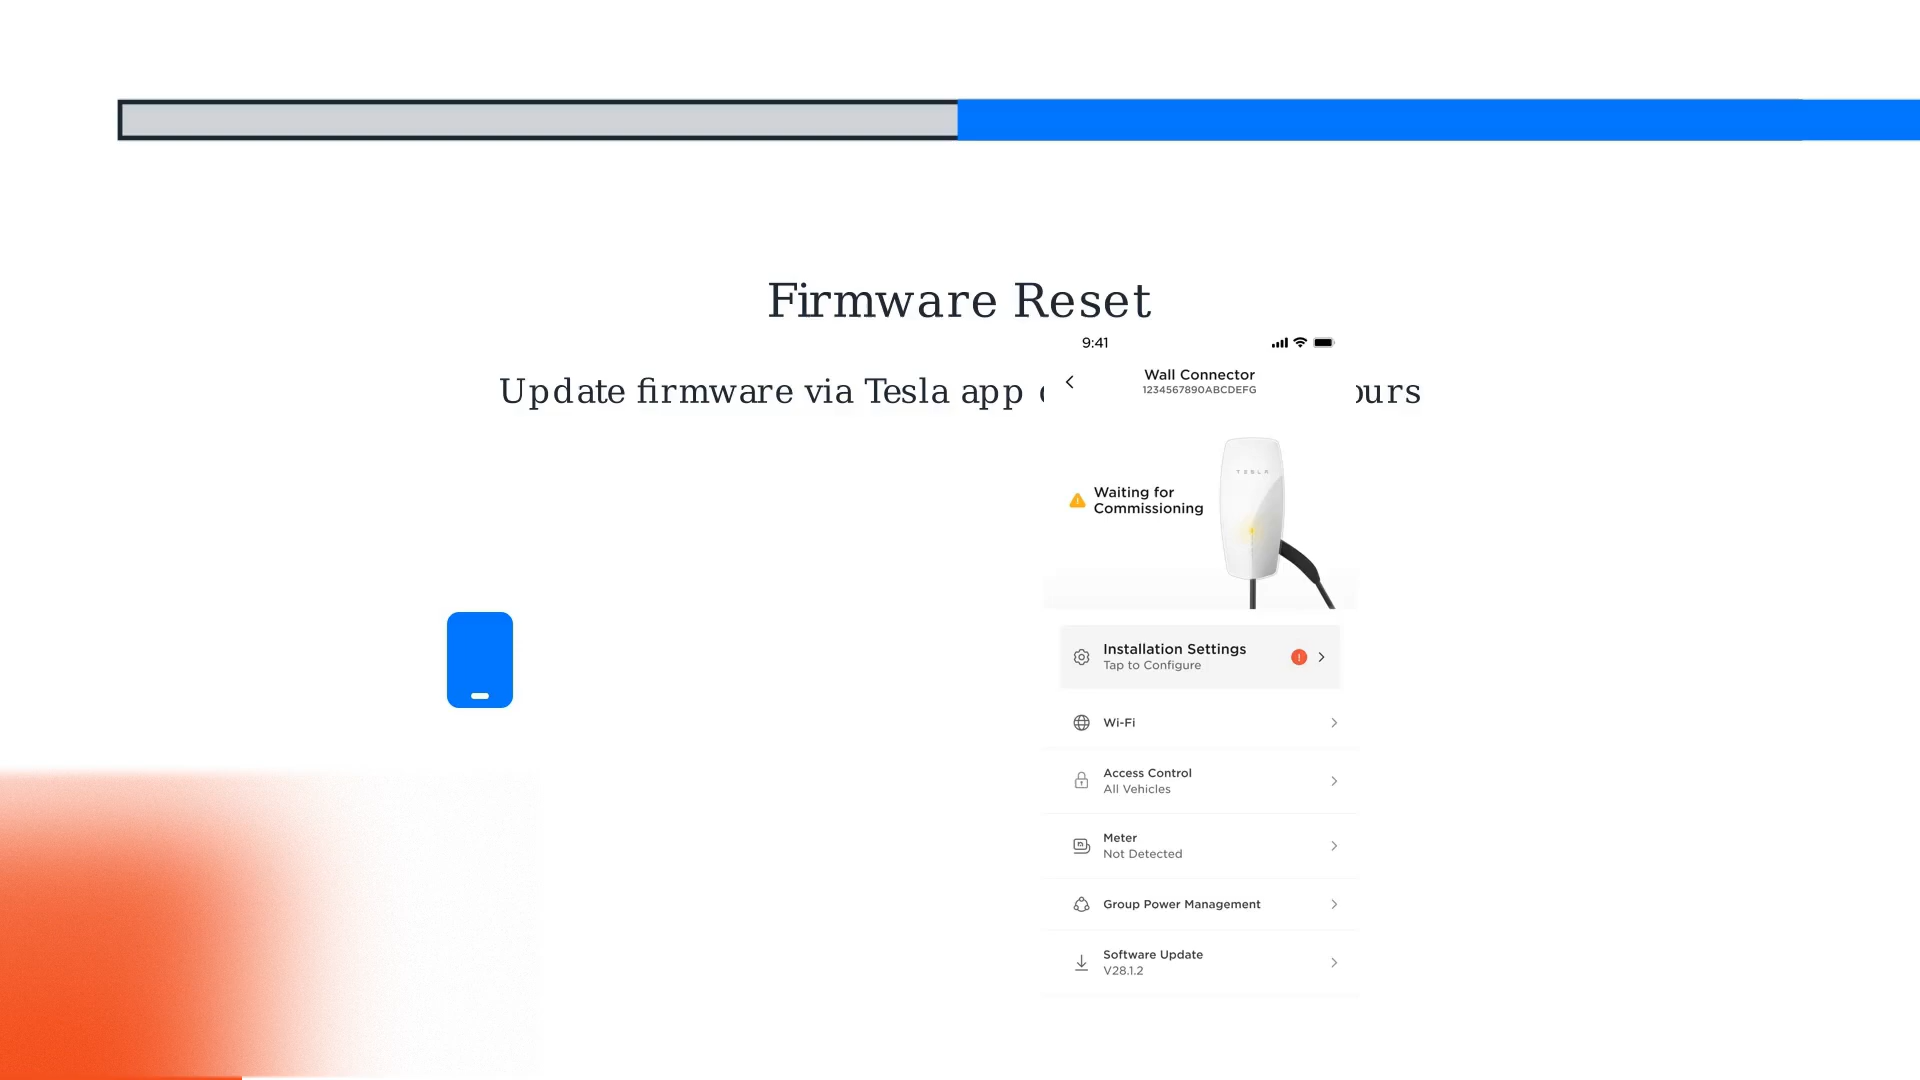 Firmware Reset
9:41
Wall Connector
1234567890ABCDEFG
Update firmware via Tesla app
TESLA
Waiting for
Commissioning
Installation Settings
Tap to Configure
Wi-Fi
Access Control
All Vehicles
Meter
Not Detected
Group Power Management
Software Update
V28.1.2